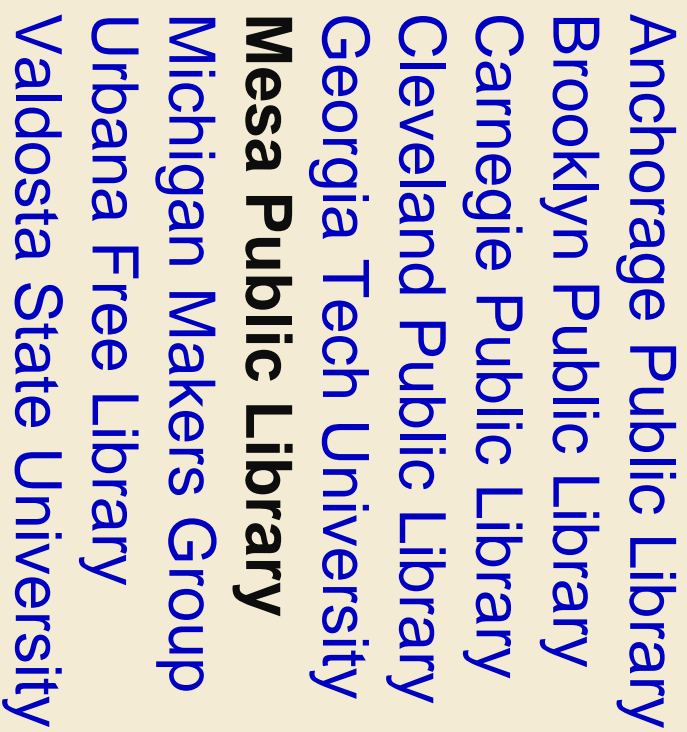 Anchorage Public Library
Brooklyn Public Library
Carnegie Public Library
Cleveland Public Library
Georgia Tech University
Mesa Public Library
Michigan Makers Group
Urbana Free Library
Valdosta State University